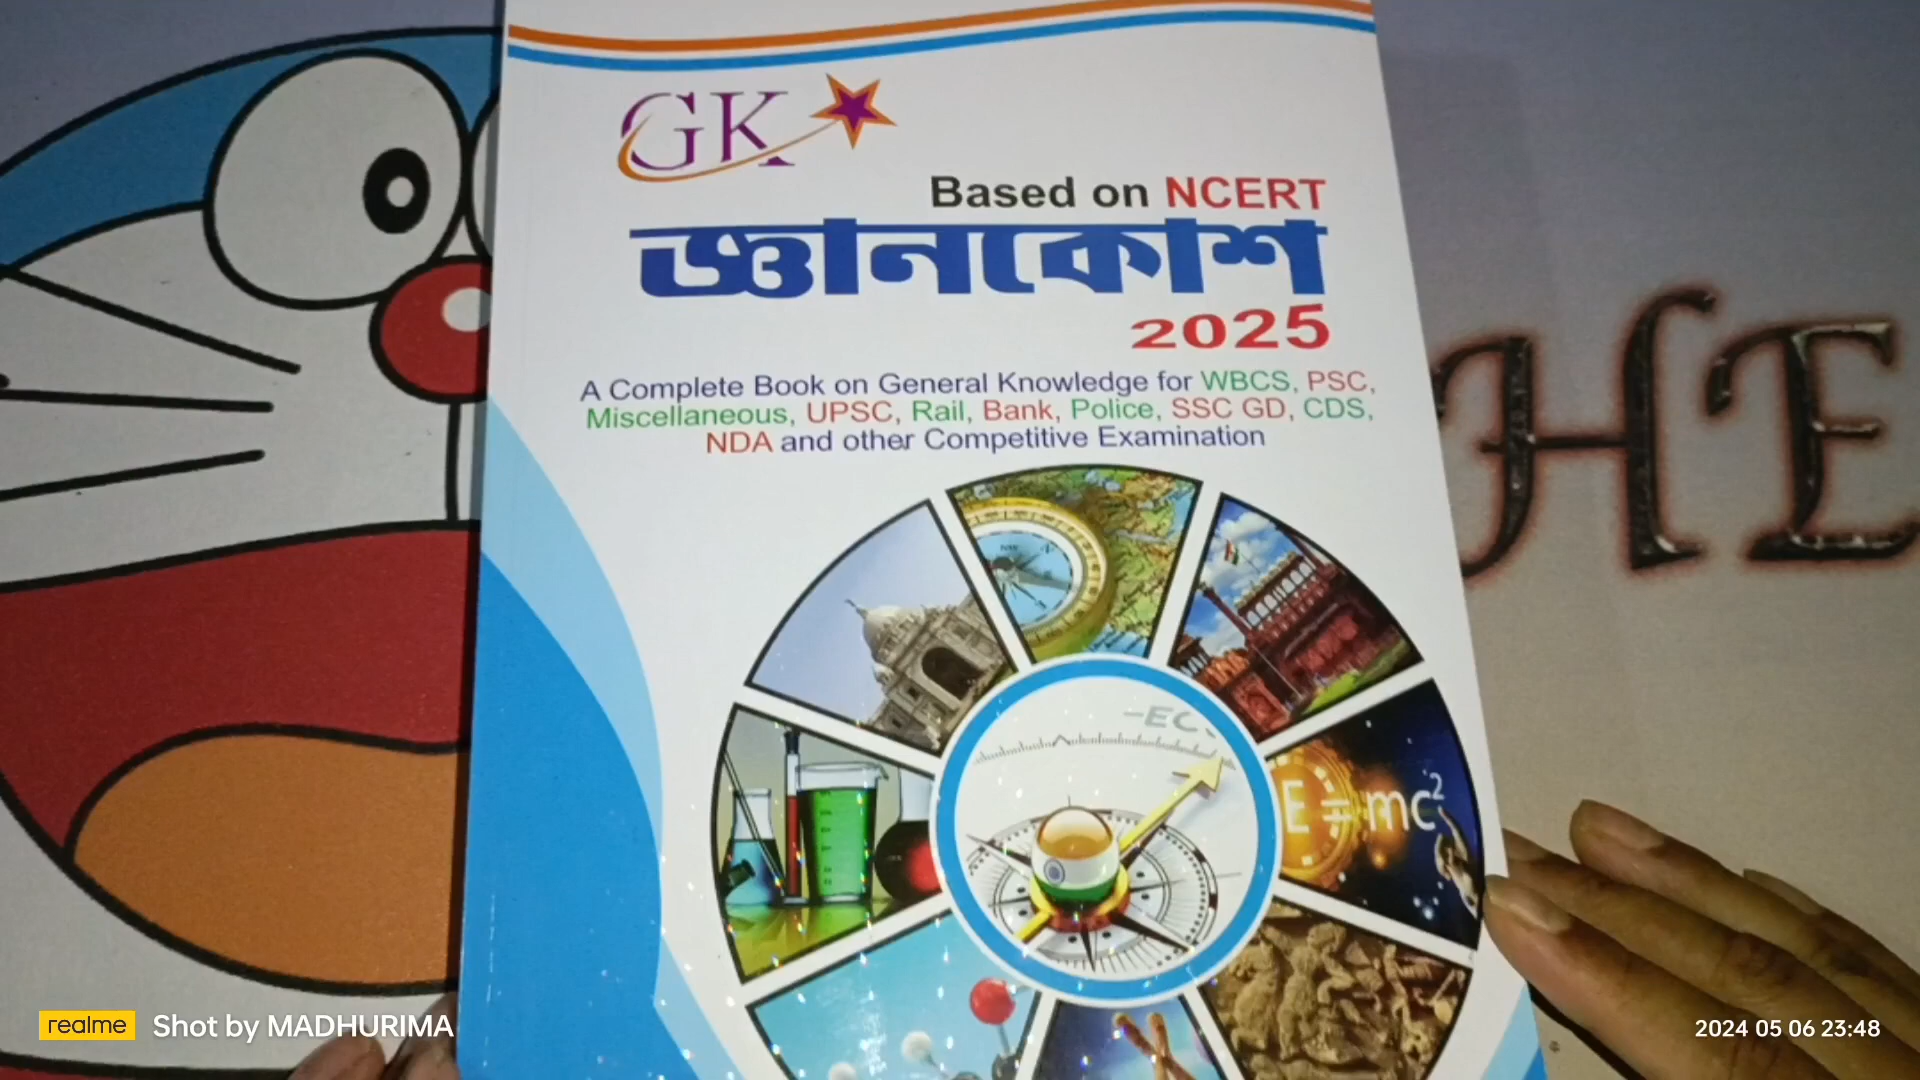 GK
Based on NCERT
জ্ঞানকোশ
2025
A Complete Book on General Knowledge for WBCS, PSC,
Miscellaneous, UPSC, Rail, Bank, Police, SSC GD, CDS,
NDA and other Competitive Examination
E=mc²
HE
realme Shot by MADHURIMA
2024 05 06 23:48